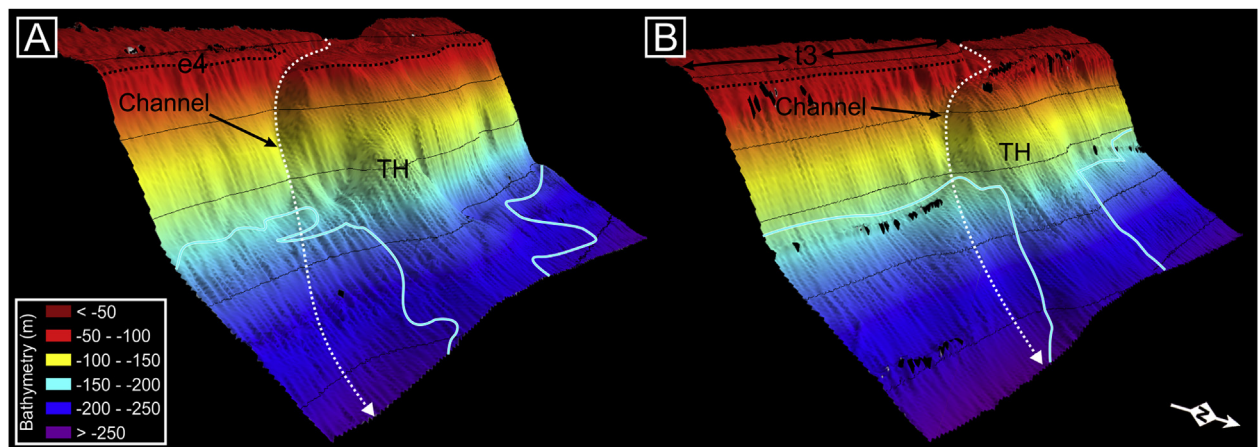 A
e4
Channel
TH
B
t3
Channel
TH
Bathymetry (m)
< -50
-50 - -100
-100 - -150
-150 - -200
-200 - -250
> -250
N